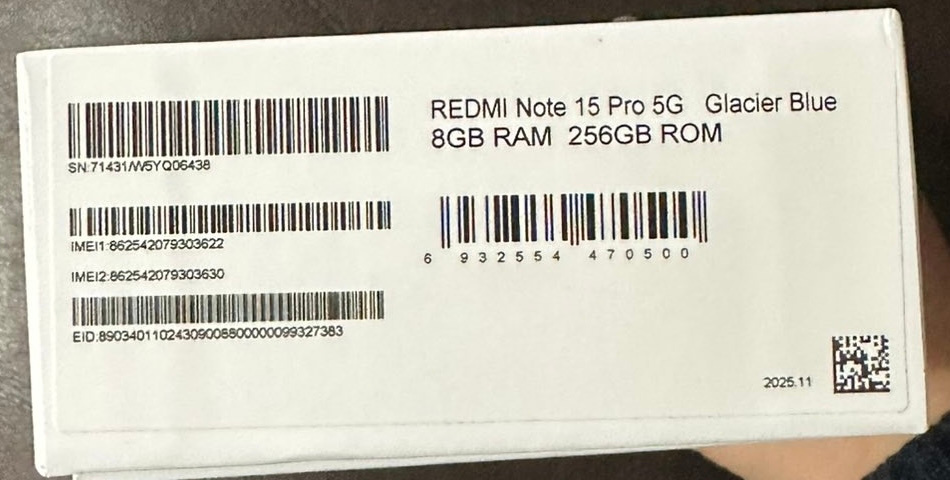 REDMI Note 15 Pro 5G Glacier Blue
8GB RAM 256GB ROM
SN:71431/W5YQ06438
IMEI1:862542079303622
IMEI2:862542079303630
EID:89034011024309008800000099327383
6 932554 470500
2025.11